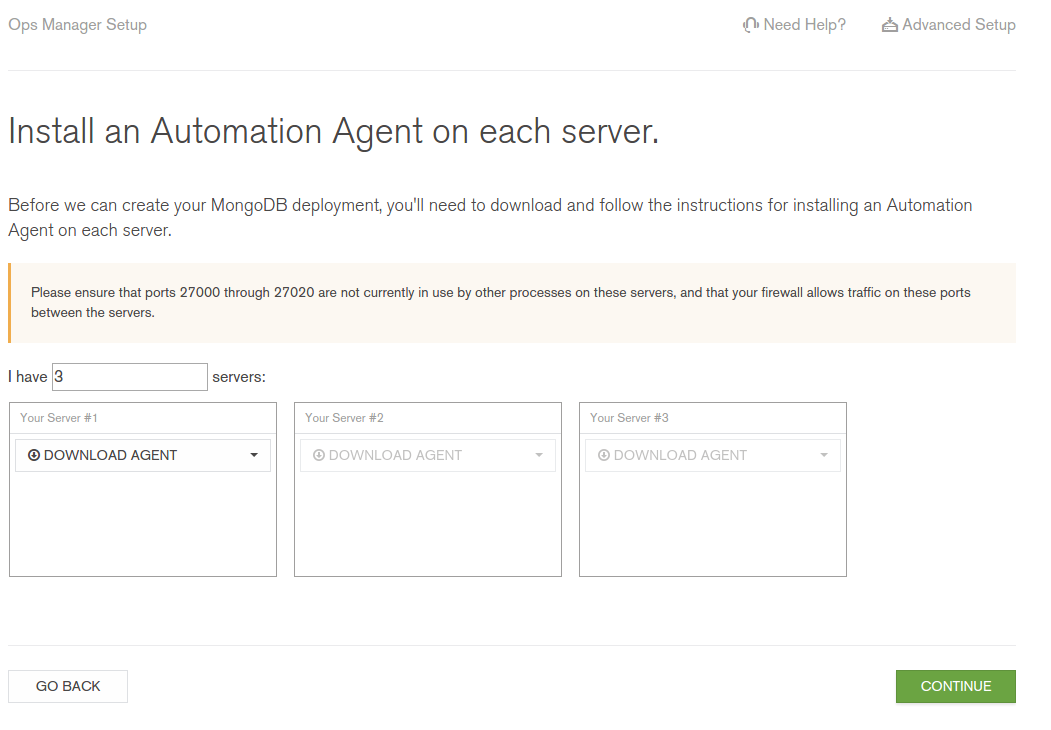 Ops Manager Setup
Need Help?
Advanced Setup
Install an Automation Agent on each server.
Before we can create your MongoDB deployment, you'll need to download and follow the instructions for installing an Automation
Agent on each server.
Please ensure that ports 27000 through 27020 are not currently in use by other processes on these servers, and that your firewall allows traffic on these ports
between the servers.
I have 3 servers:
Your Server #1
DOWNLOAD AGENT
Your Server #2
DOWNLOAD AGENT
Your Server #3
DOWNLOAD AGENT
GO BACK
CONTINUE